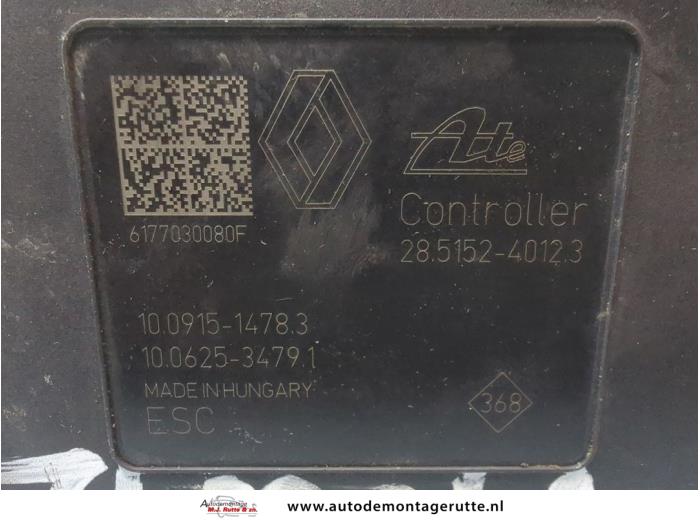 Ate
Controller
28.5152-4012.3
6177030080F
10.0915-1478.3
10.0625-3479.1
MADE IN HUNGARY
ESC
368
Autodemontage
M.J. Rutte & zn.
www.autodemontagerutte.nl